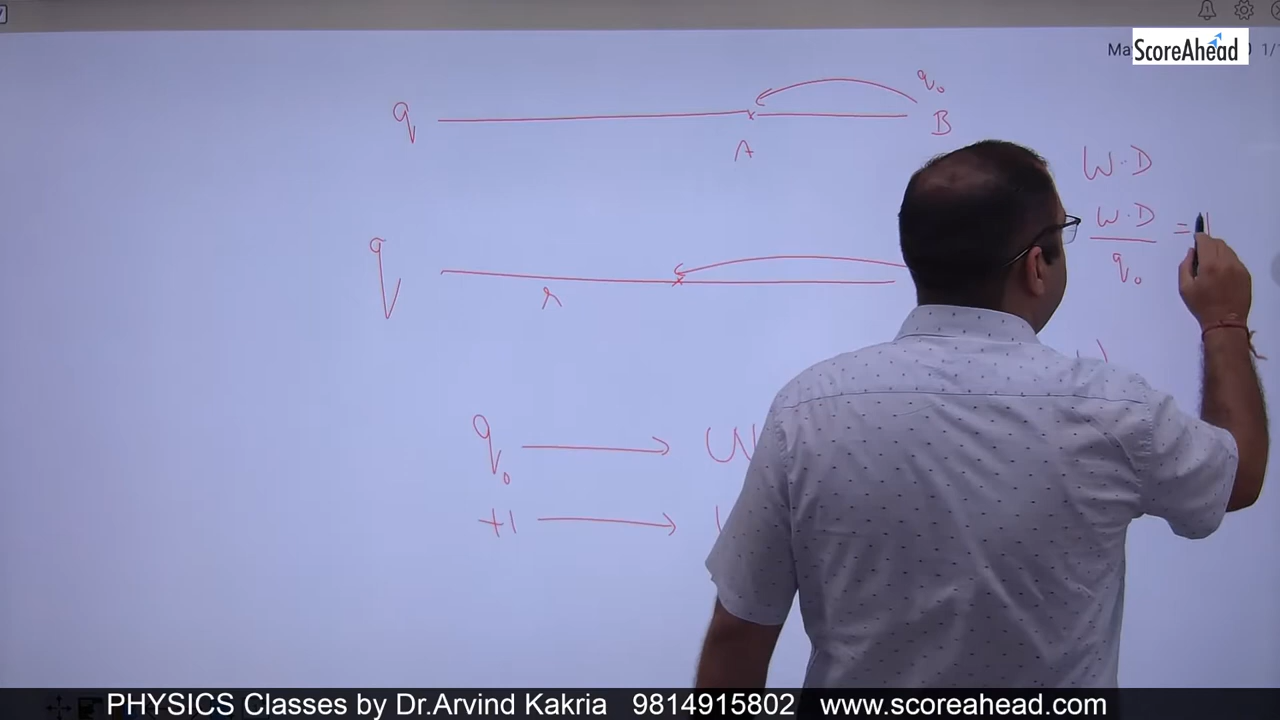 ScoreAhead
q₀
q
A
B
W.D
W.D
q₀
=
q
r
q₀ → W
+1 →
PHYSICS Classes by Dr.Arvind Kakria 9814915802 www.scoreahead.com